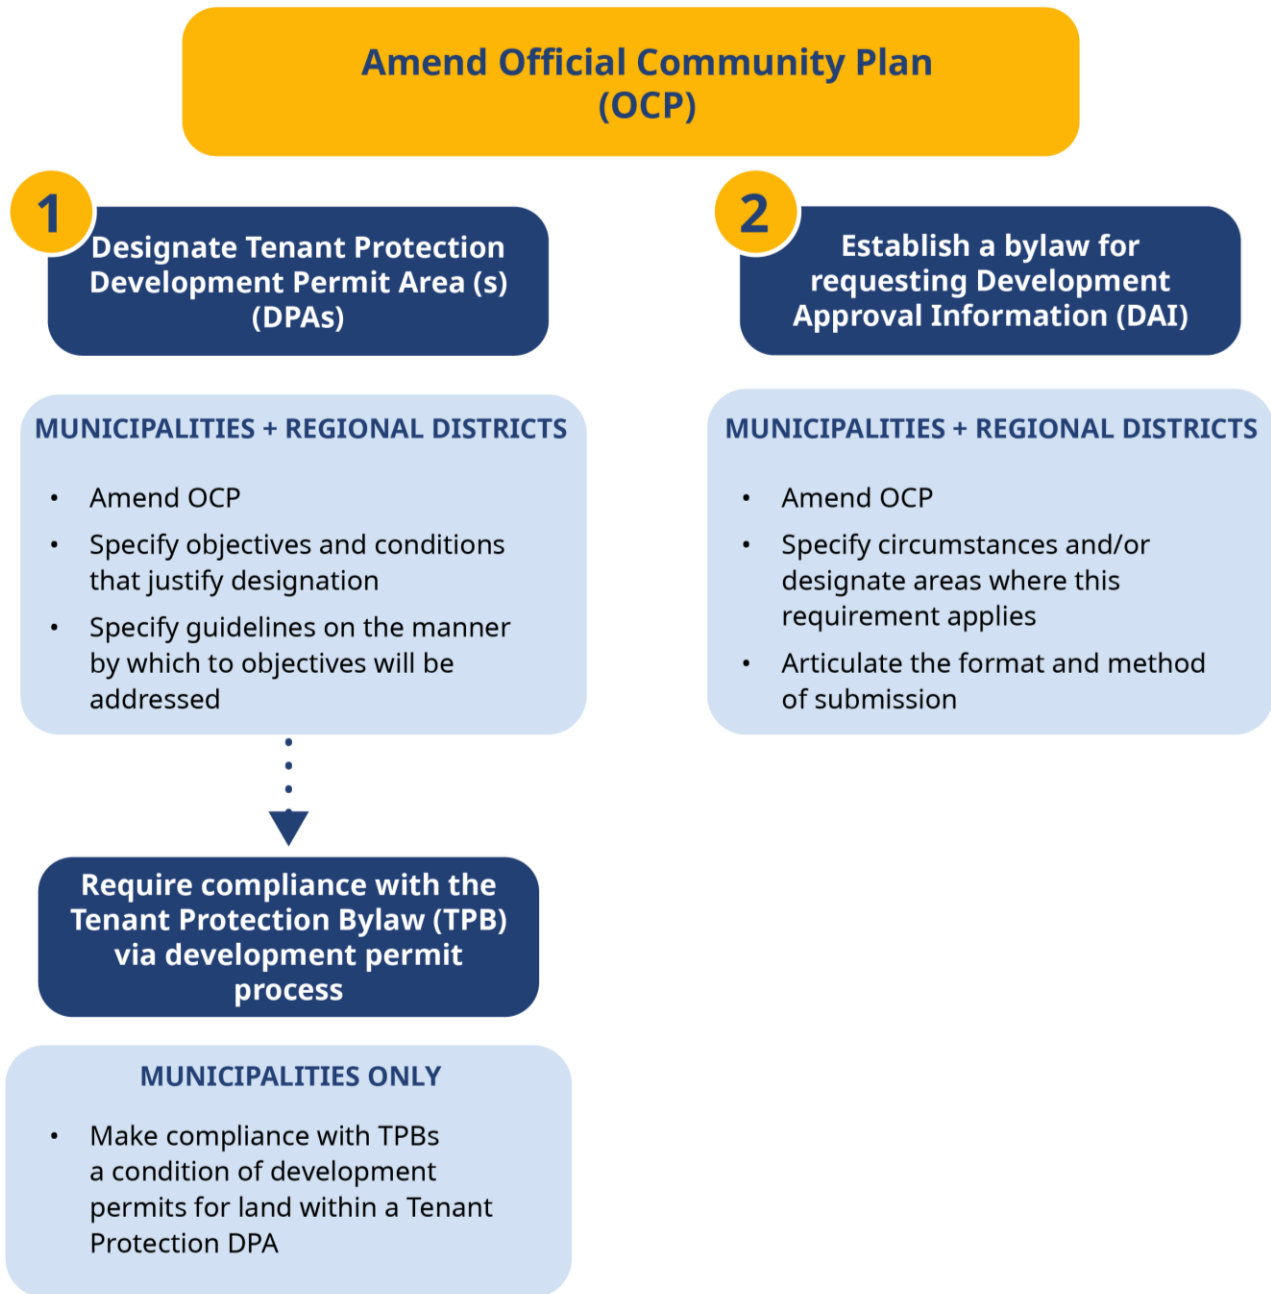 Amend Official Community Plan
(OCP)
1
Designate Tenant Protection
Development Permit Area (s)
(DPAs)
MUNICIPALITIES + REGIONAL DISTRICTS
• Amend OCP
• Specify objectives and conditions
that justify designation
• Specify guidelines on the manner
by which to objectives will be
addressed
Require compliance with the
Tenant Protection Bylaw (TPB)
via development permit
process
MUNICIPALITIES ONLY
• Make compliance with TPBs
a condition of development
permits for land within a Tenant
Protection DPA
2
Establish a bylaw for
requesting Development
Approval Information (DAI)
MUNICIPALITIES + REGIONAL DISTRICTS
• Amend OCP
• Specify circumstances and/or
designate areas where this
requirement applies
• Articulate the format and method
of submission